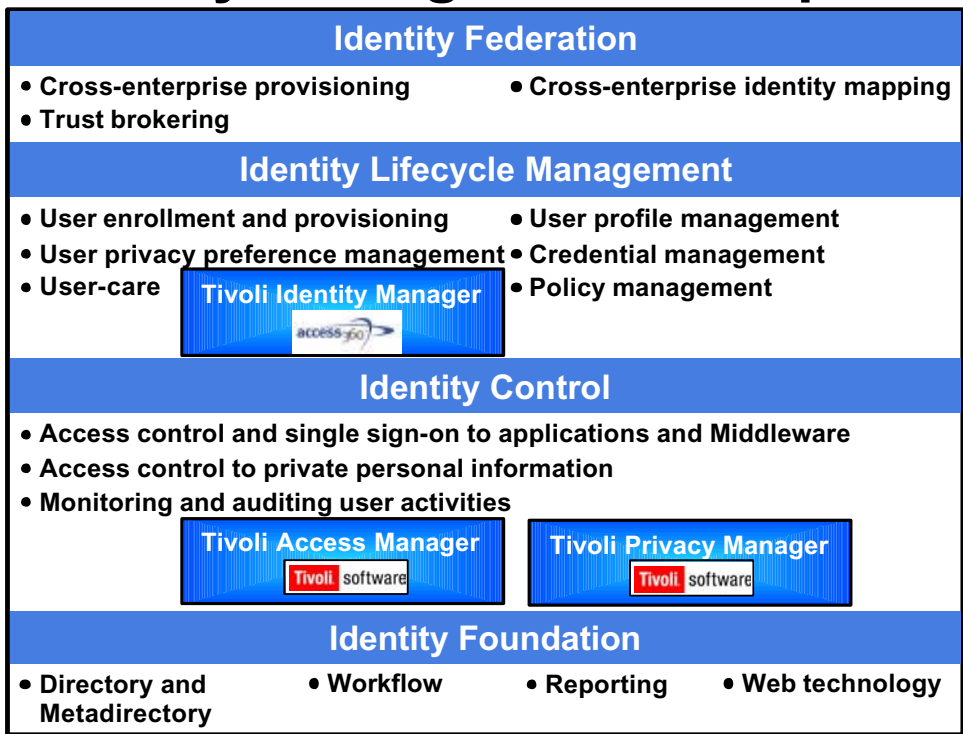 Identity Federation
• Cross-enterprise provisioning • Cross-enterprise identity mapping
• Trust brokering
Identity Lifecycle Management
• User enrollment and provisioning • User profile management
• User privacy preference management • Credential management
• User-care • Policy management
Tivoli Identity Manager
access360
Identity Control
• Access control and single sign-on to applications and Middleware
• Access control to private personal information
• Monitoring and auditing user activities
Tivoli Access Manager Tivoli Privacy Manager
Tivoli software Tivoli software
Identity Foundation
• Directory and • Workflow • Reporting • Web technology
Metadirectory